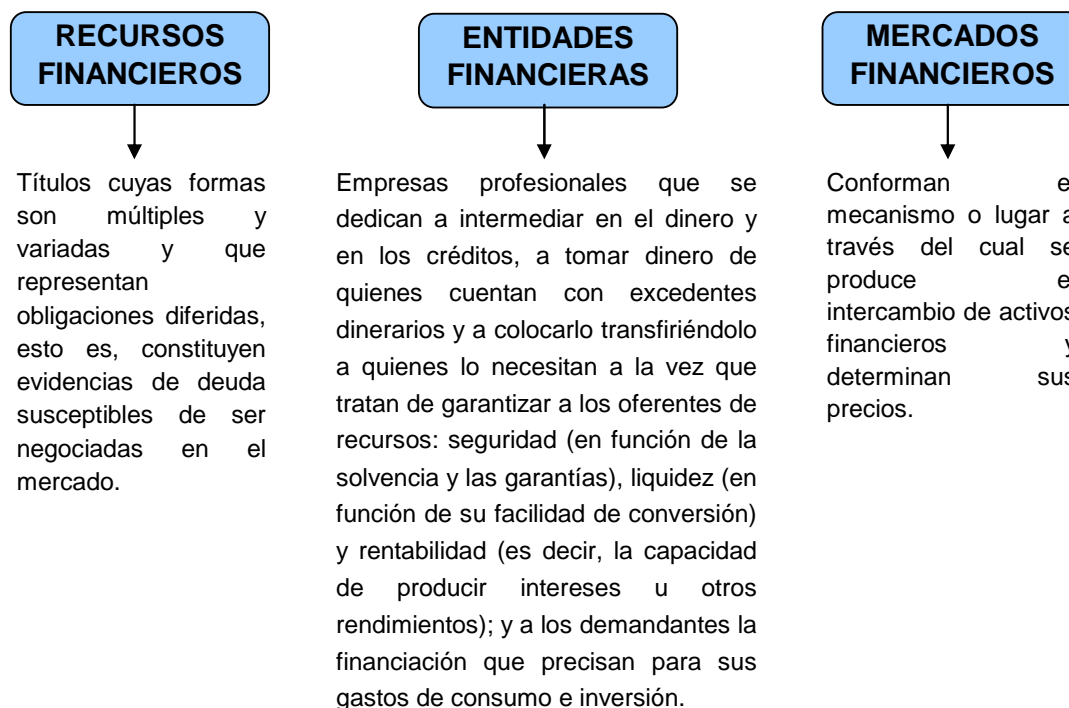 RECURSOS
FINANCIEROS
Títulos cuyas formas
son múltiples y
variadas y que
representan
obligaciones diferidas,
esto es, constituyen
evidencias de deuda
susceptibles de ser
negociadas en el
mercado.
ENTIDADES
FINANCIERAS
Empresas profesionales que se
dedican a intermediar en el dinero y
en los créditos, a tomar dinero de
quienes cuentan con excedentes
dinerarios y a colocarlo transfiriéndolo
a quienes lo necesitan a la vez que
tratan de garantizar a los oferentes de
recursos: seguridad (en función de la
solvencia y las garantías), liquidez (en
función de su facilidad de conversión)
y rentabilidad (es decir, la capacidad
de producir intereses u otros
rendimientos); y a los demandantes la
financiación que precisan para sus
gastos de consumo e inversión.
MERCADOS
FINANCIEROS
Conforman e
mecanismo o lugar a
través del cual se
produce e
intercambio de activos
financieros y
determinan sus
precios.